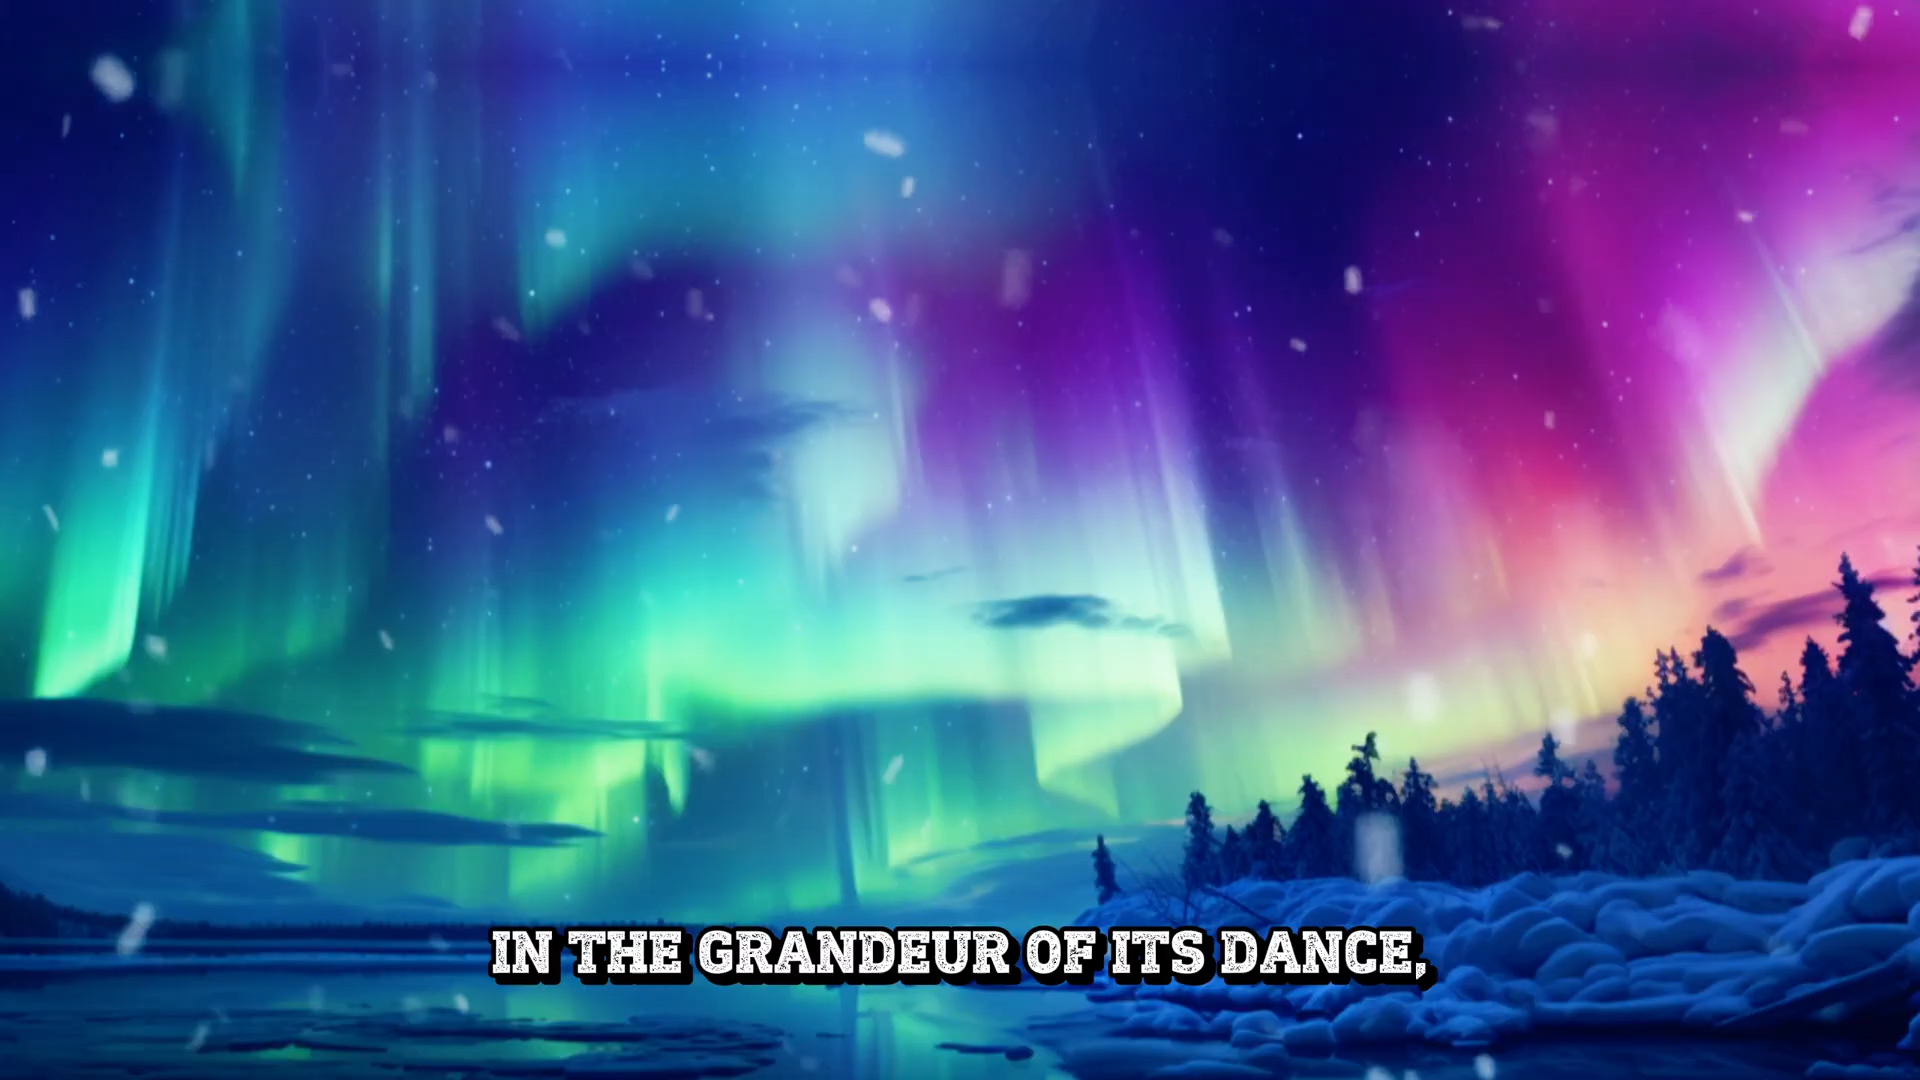 IN THE GRANDEUR OF ITS DANCE,